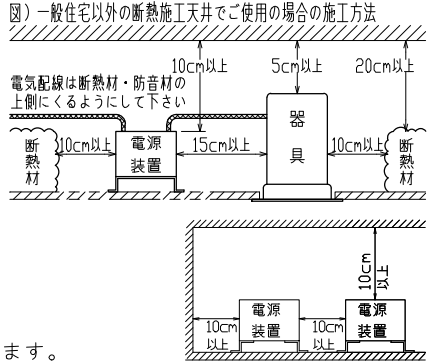 図）一般住宅以外の断熱施工天井でご使用の場合の施工方法
10cm以上
5cm以上
20cm以上
電気配線は断熱材・防音材の
上側にくるようにして下さい
断熱材
10cm以上
電源
装置
15cm以上
器具
10cm以上
断熱材
10cm
以上
10cm
以上
電源
装置
10cm
以上
電源
装置
ます。